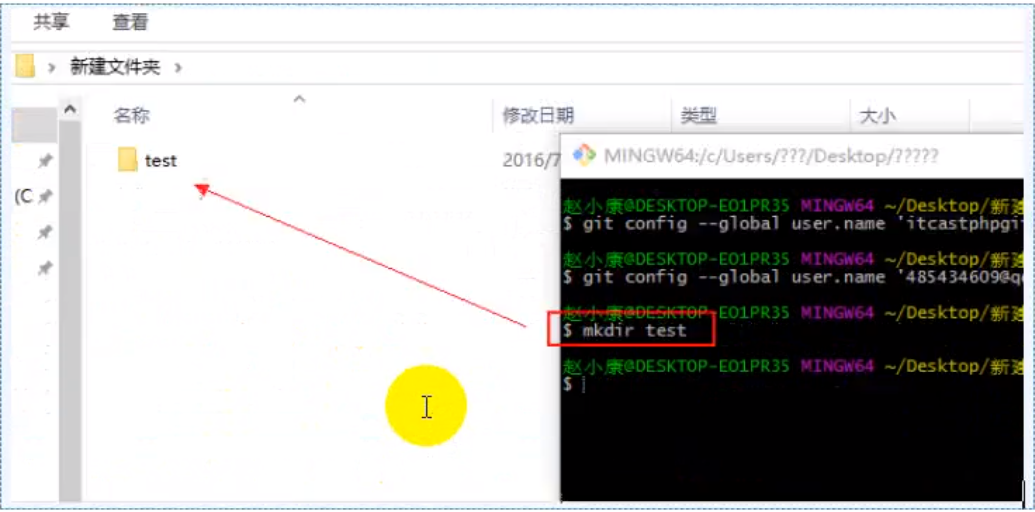 共享 查看
新建文件夹
名称 修改日期 类型 大小
test 2016/7
(C
MINGW64:/c/Users/???/Desktop/?????
赵小康@DESKTOP-EO1PR35 MINGW64 ~/Desktop/新建
$ git config --global user.name 'itcastphpgi
赵小康@DESKTOP-EO1PR35 MINGW64 ~/Desktop/新建
$ git config --global user.name '485434609@q
赵小康@DESKTOP-EO1PR35 MINGW64 ~/Desktop/新建
$ mkdir test
赵小康@DESKTOP-EO1PR35 MINGW64 ~/Desktop/新建
$